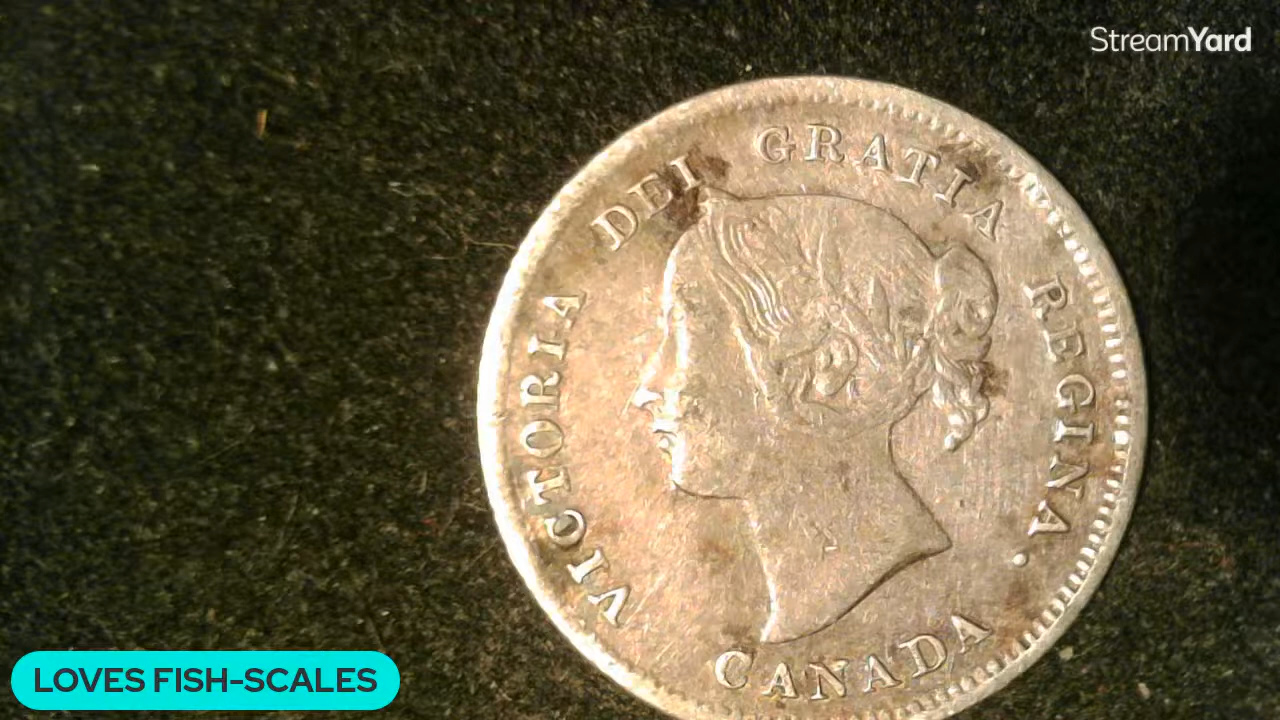 StreamYard
VICTORIA DEI GRATIA REGINA.
CANADA
LOVES FISH-SCALES